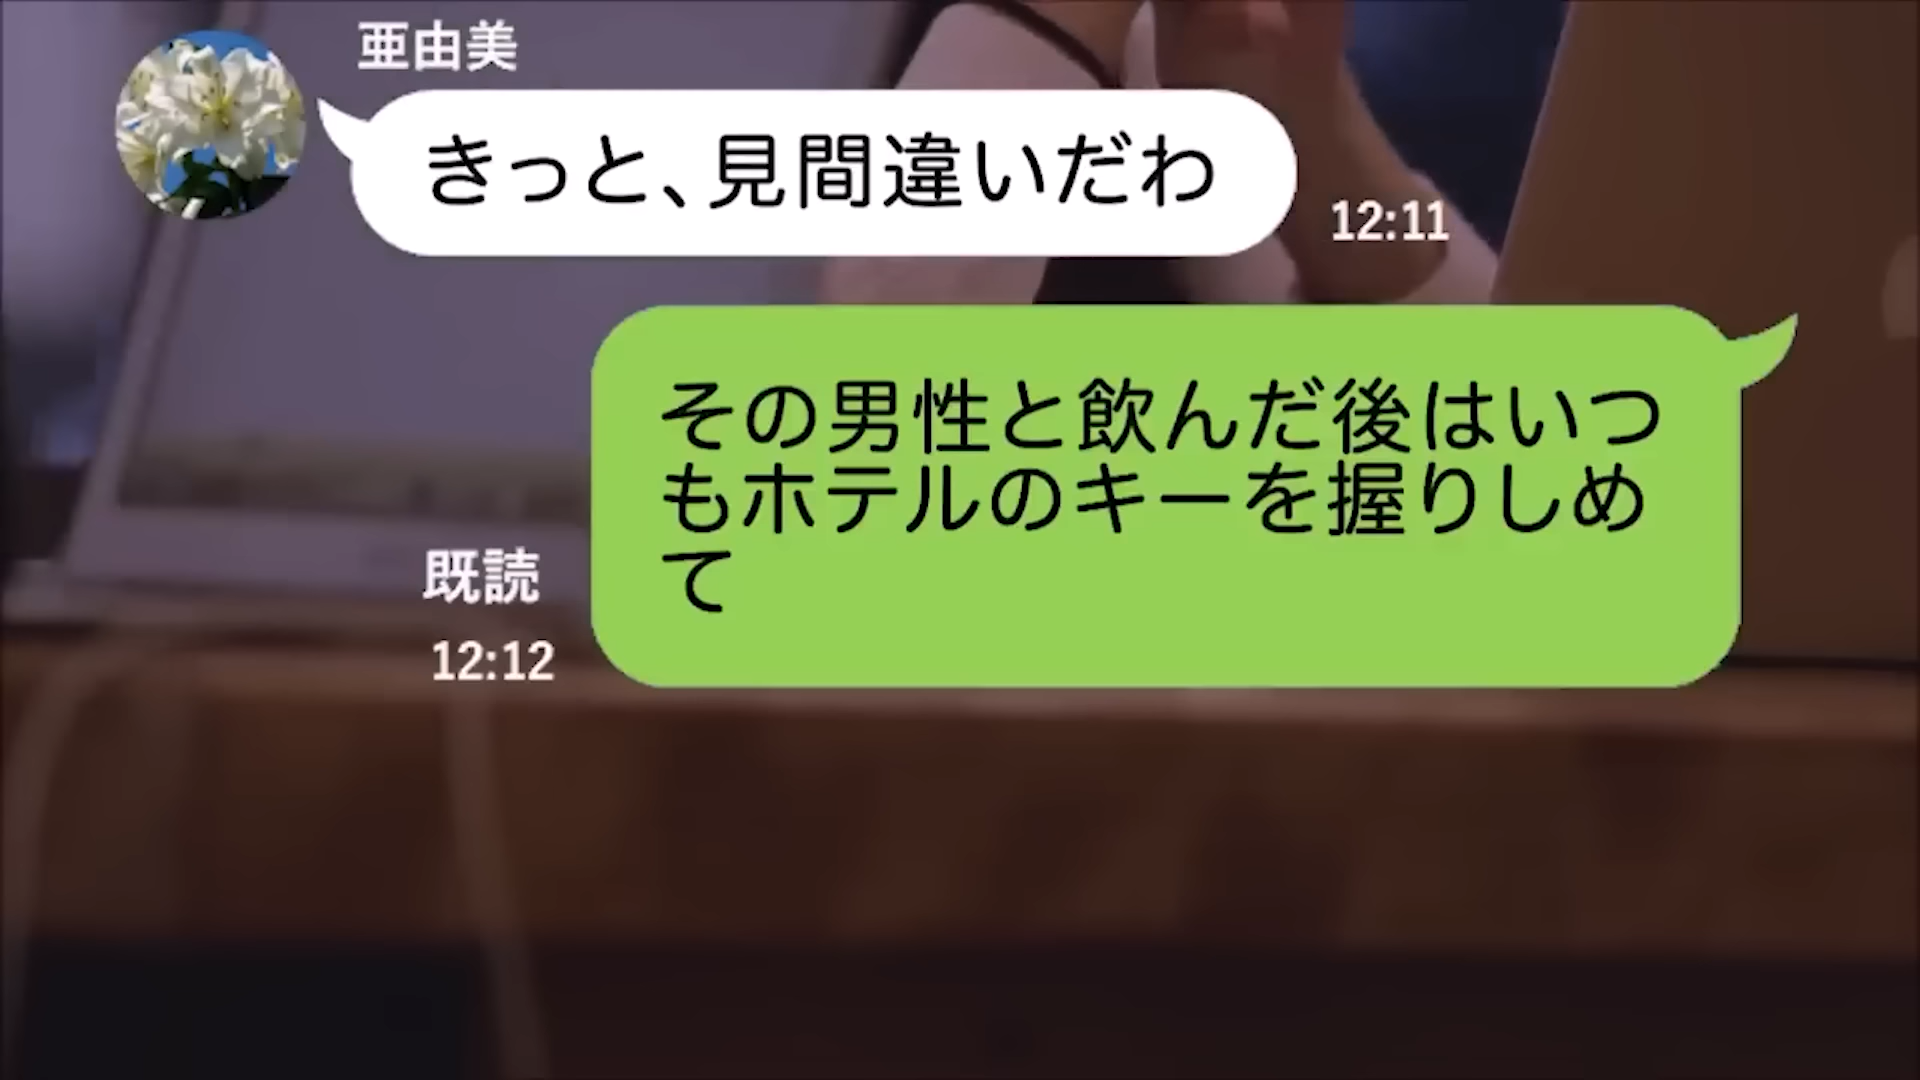 亜由美
きっと、見間違いだわ
12:11
その男性と飲んだ後はいつ
もホテルのキーを握りしめ
て
既読
12:12